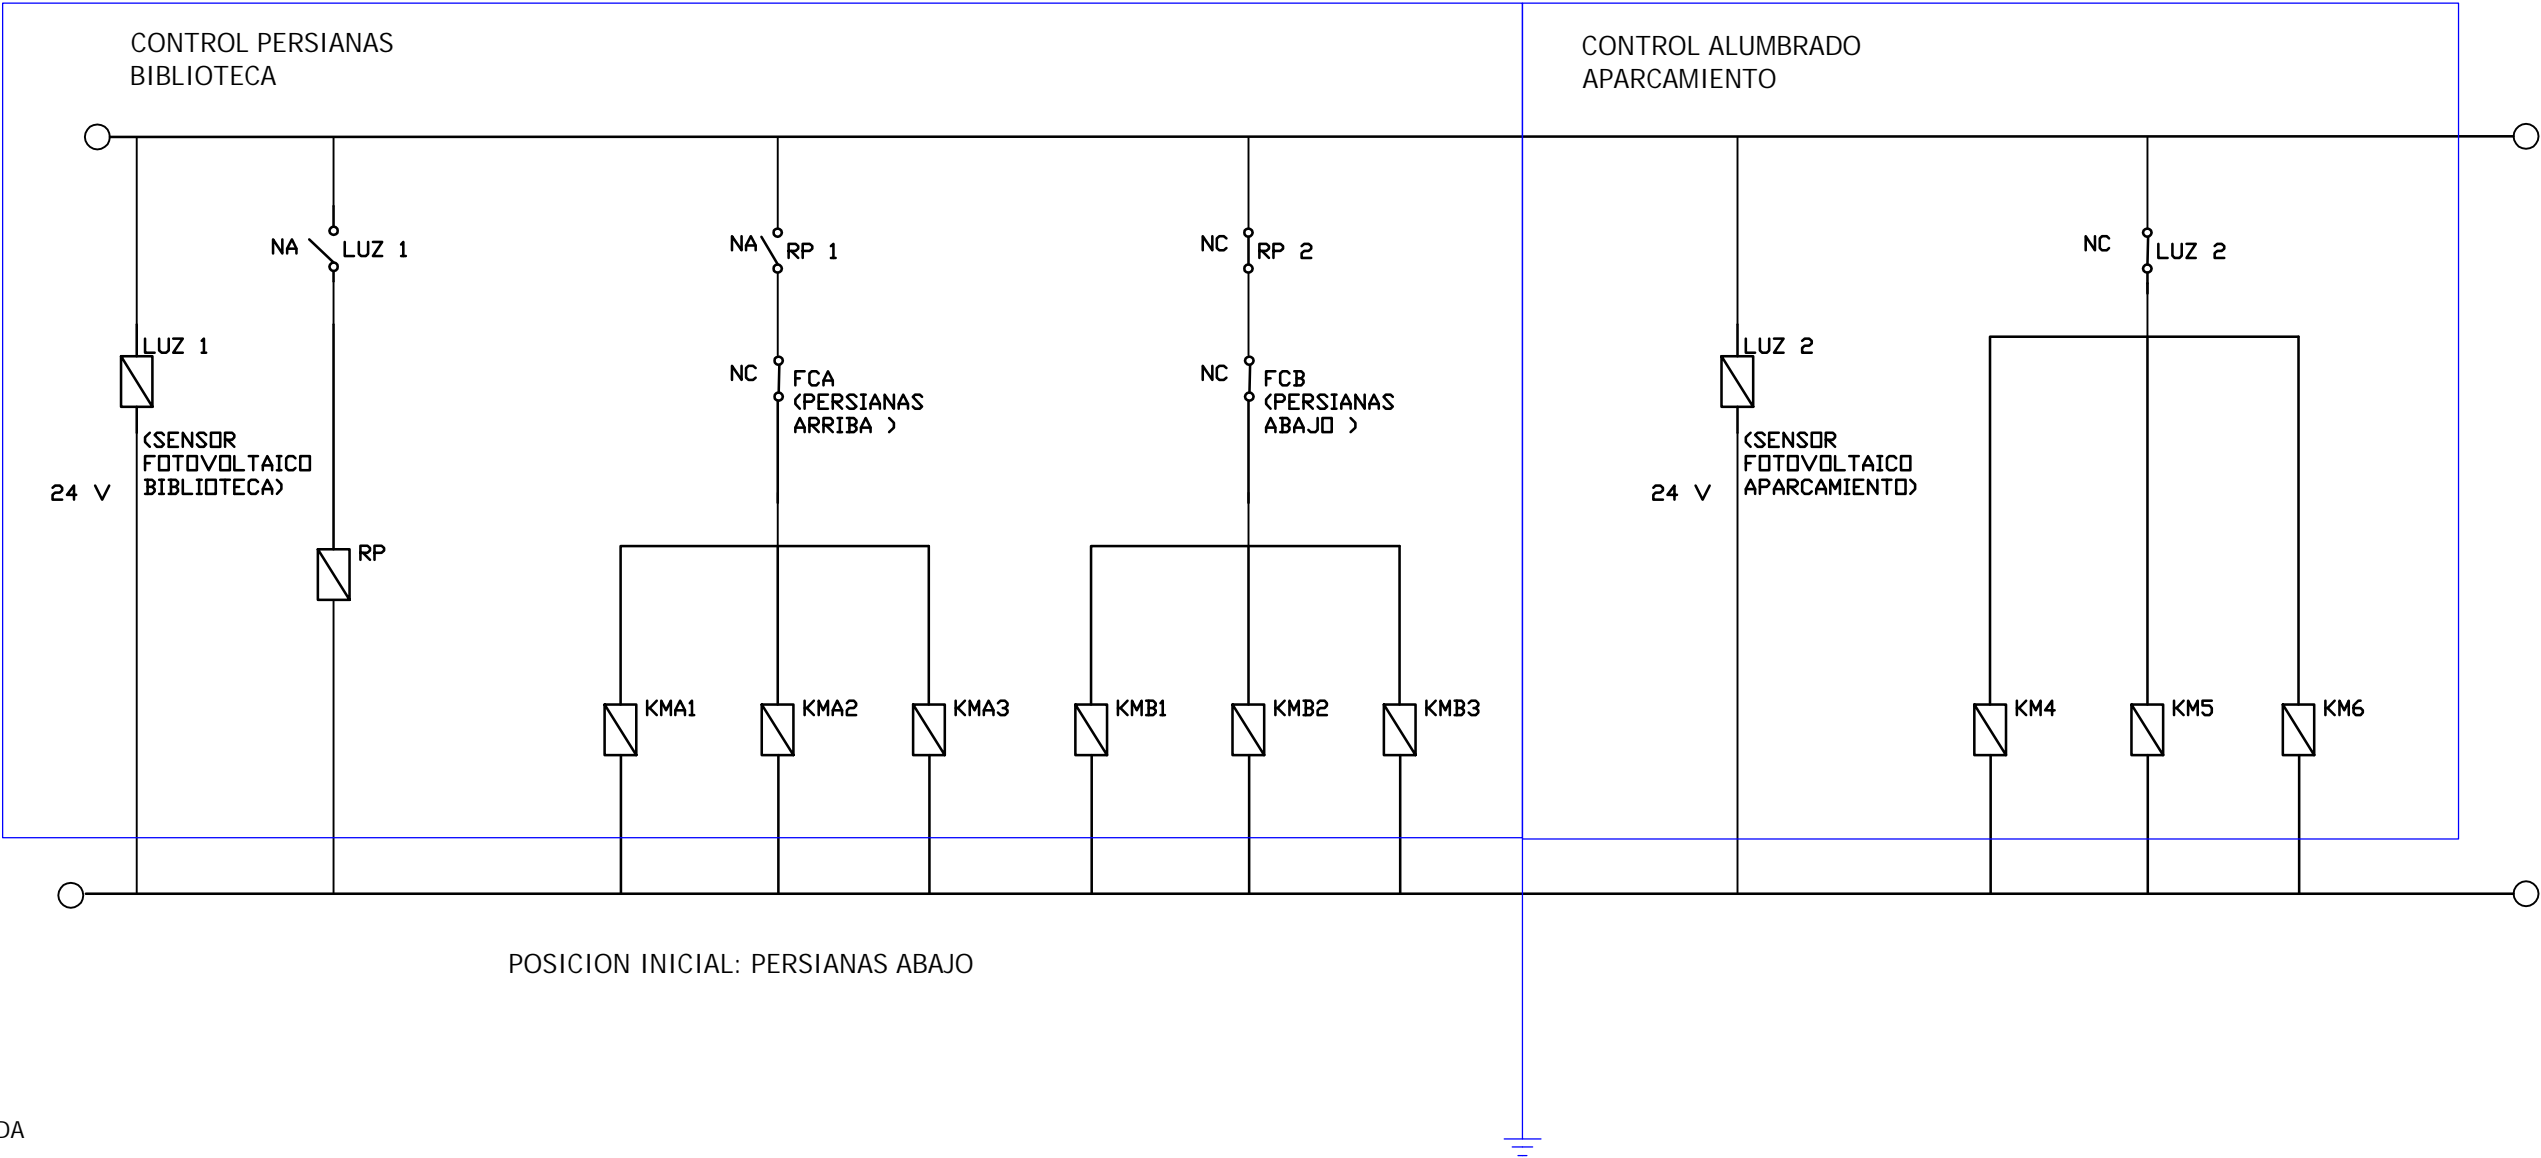 CONTROL PERSIANAS
BIBLIOTECA
CONTROL ALUMBRADO
APARCAMIENTO
NA
LUZ 1
NA
RP 1
NC
RP 2
NC
LUZ 2
LUZ 1
NC
FCA
(PERSIANAS
ARRIBA )
NC
FCB
(PERSIANAS
ABAJO )
LUZ 2
(SENSOR
FOTOVOLTAICO
BIBLIOTECA)
24 V
(SENSOR
FOTOVOLTAICO
APARCAMIENTO)
24 V
RP
KMA1
KMA2
KMA3
KMB1
KMB2
KMB3
KM4
KM5
KM6
POSICION INICIAL: PERSIANAS ABAJO
DA